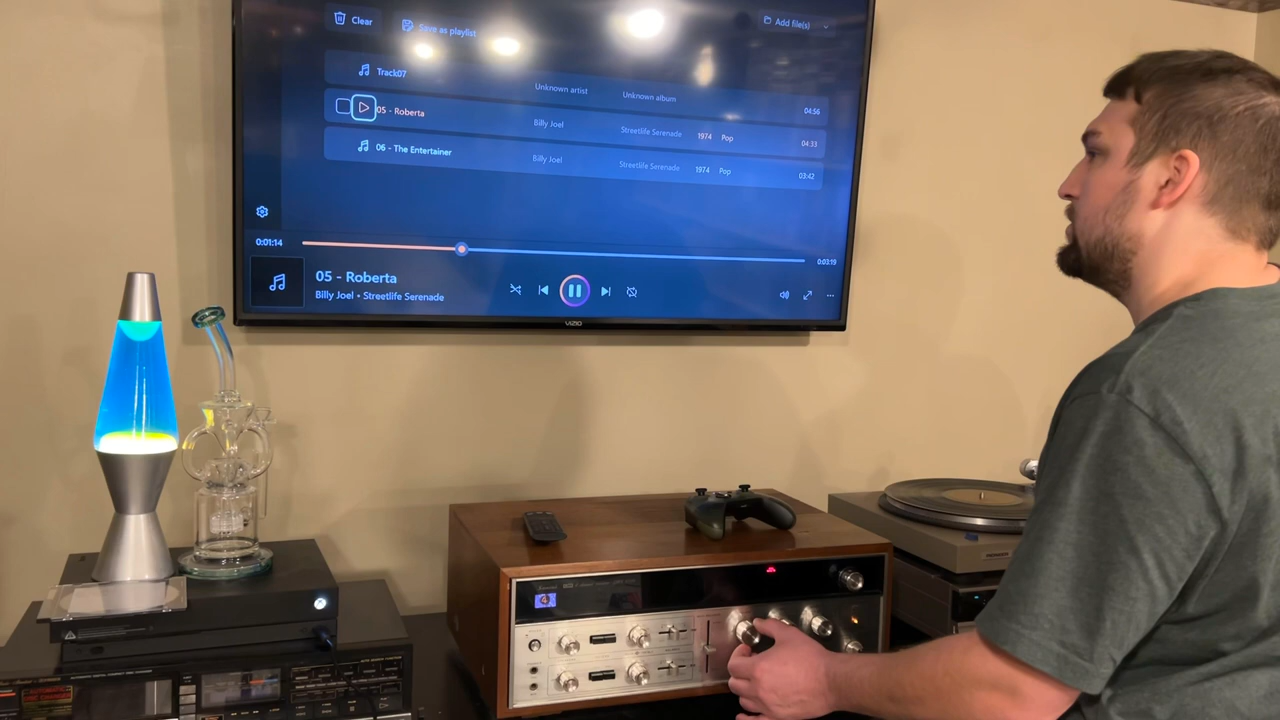 Clear
Save as playlist
Add file(s)
Track07 Unknown artist Unknown album 04:56
05 - Roberta Billy Joel Streetlife Serenade 1974 Pop 04:33
06 - The Entertainer Billy Joel Streetlife Serenade 1974 Pop 03:42
0:01:14 0:03:19
05 - Roberta
Billy Joel • Streetlife Serenade
VIZIO
PIONEER